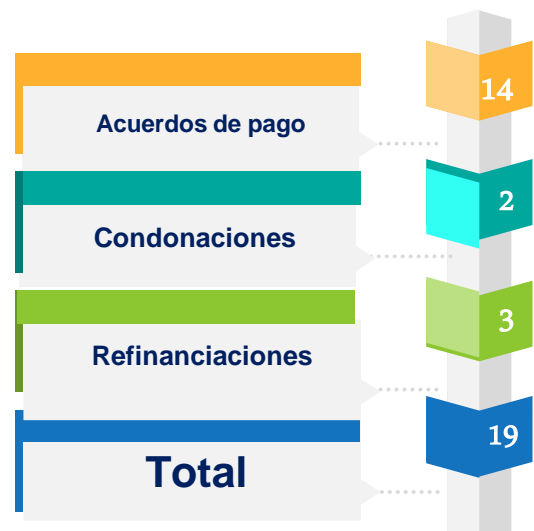 14
Acuerdos de pago
2
Condonaciones
3
Refinanciaciones
19
Total